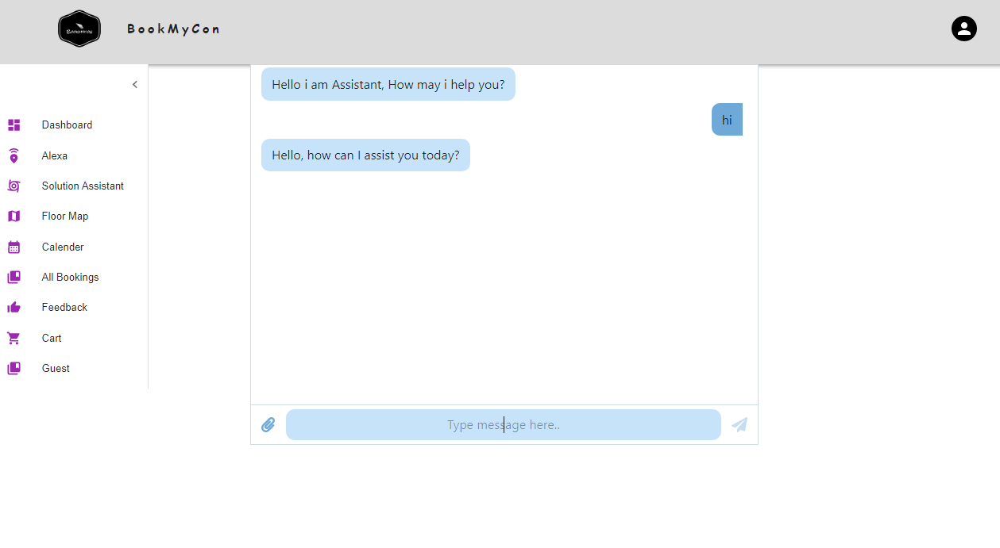 BookMyCon
Hello i am Assistant, How may i help you?
hi
Hello, how can I assist you today?
Dashboard
Alexa
Solution Assistant
Floor Map
Calender
All Bookings
Feedback
Cart
Guest
Type message here..